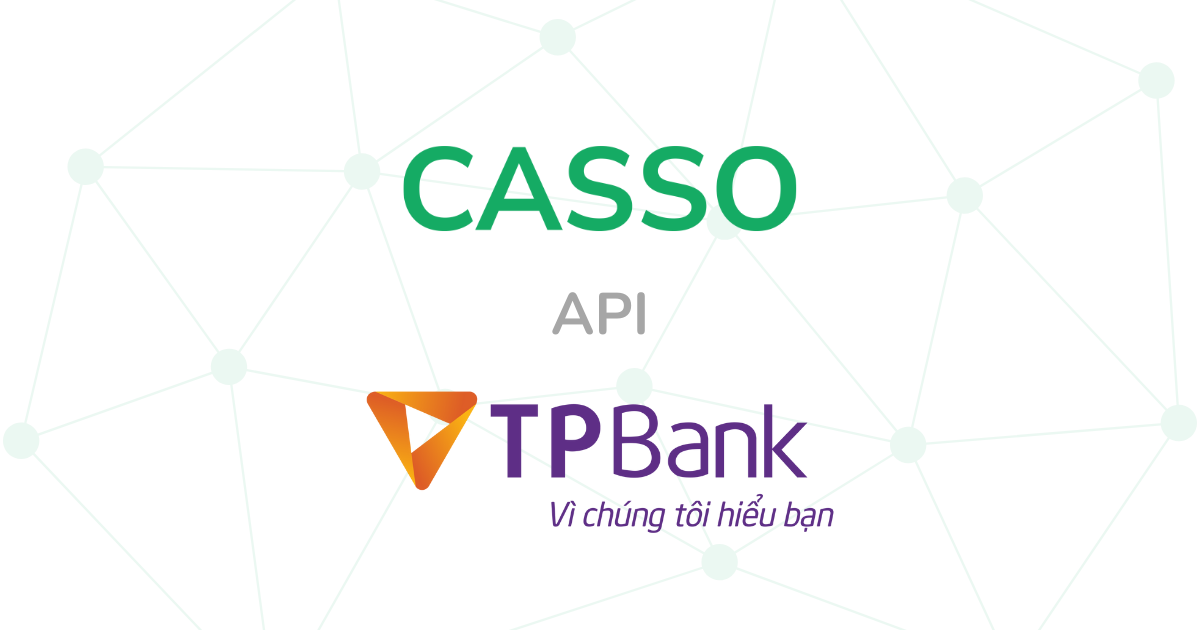 CASSO
API
TPBank
Vì chúng tôi hiểu bạn